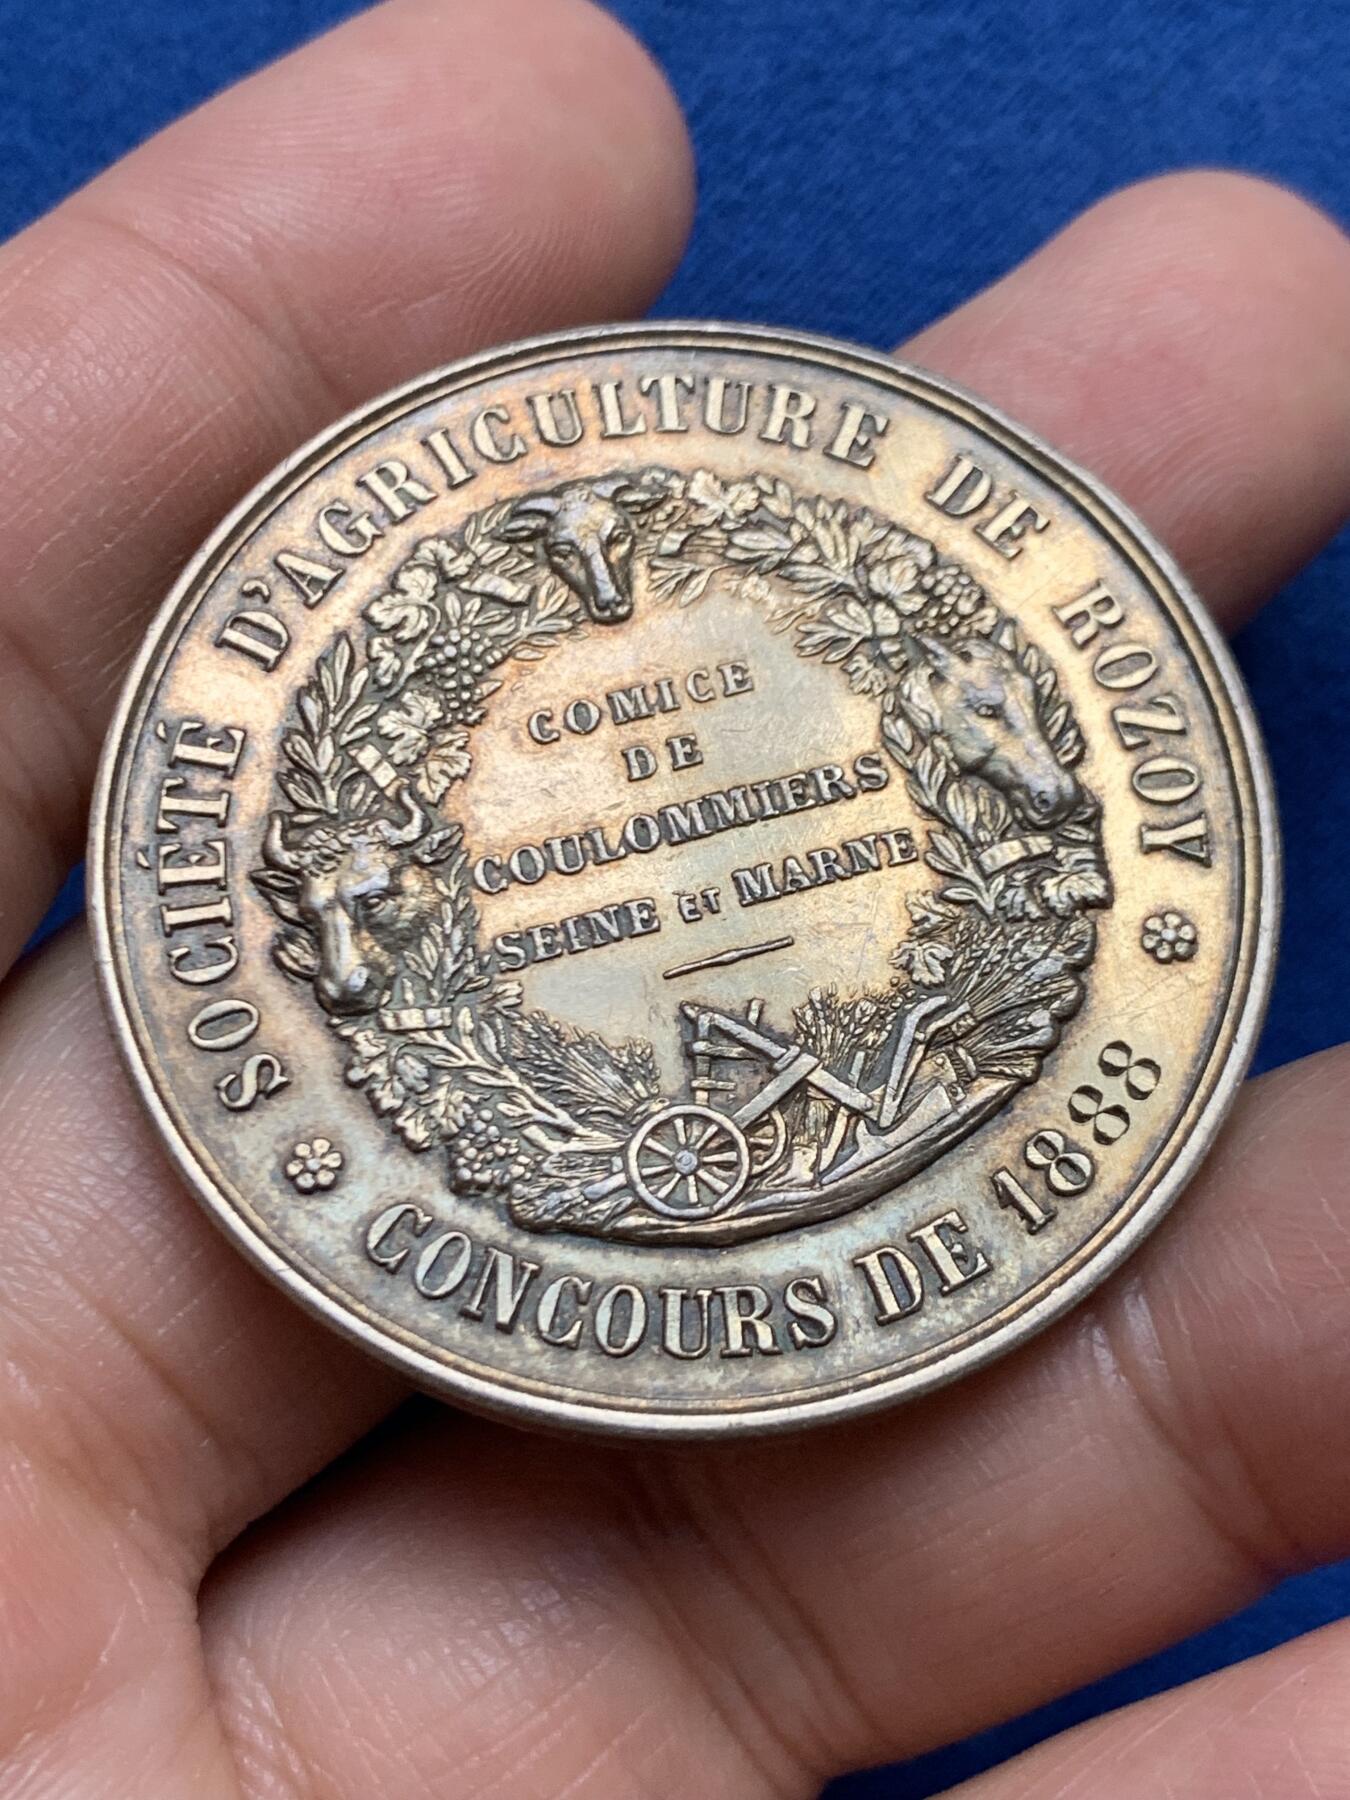 SOCIÉTÉ D'AGRICULTURE DE ROZOY
COMICE
DE
COULOMMIERS
SEINE ET MARNE
CONCOURS DE 1888